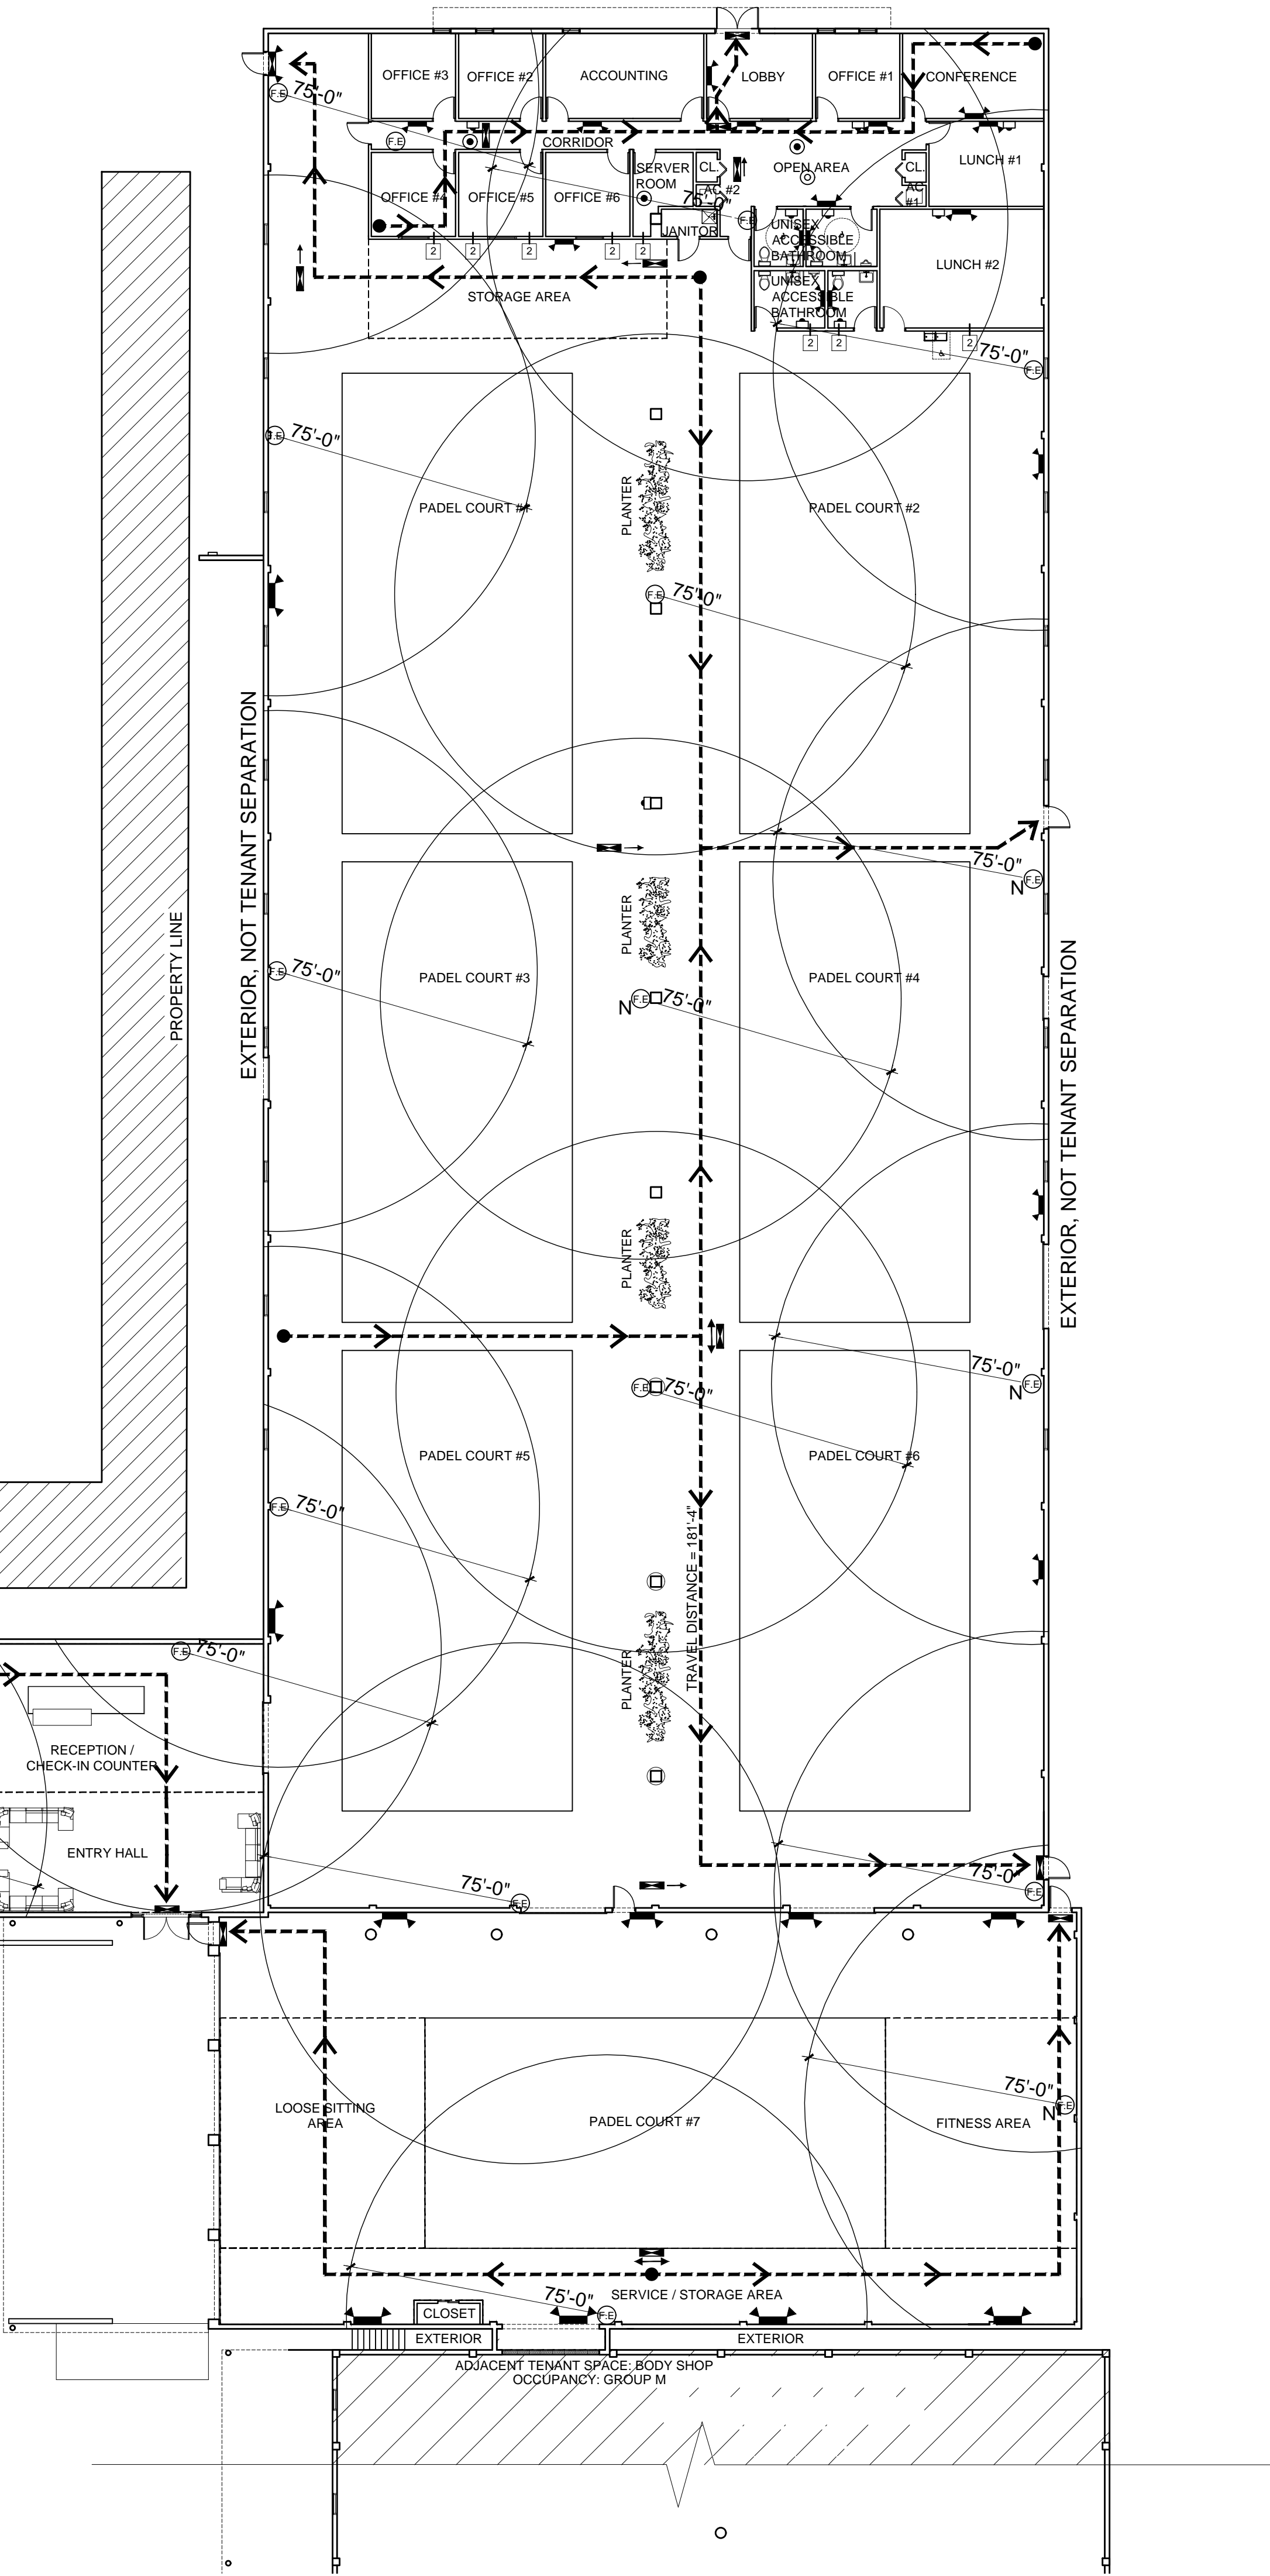 OFFICE #3
OFFICE #2
ACCOUNTING
LOBBY
OFFICE #1
CONFERENCE
F.E
75'-0"
F.E
CORRIDOR
SERVER
ROOM
CL.
OPEN AREA
CL.
LUNCH #1
OFFICE #4
OFFICE #5
OFFICE #6
AC #2
AC
#1
75'-0"
F.E
JANITOR
UNISEX
ACCESSIBLE
BATHROOM
LUNCH #2
2
2
2
2
2
UNISEX
ACCESSIBLE
BATHROOM
STORAGE AREA
2
2
2
75'-0"
F.E
F.E
75'-0"
PADEL COURT #1
PLANTER
PADEL COURT #2
F.E
75'-0"
EXTERIOR, NOT TENANT SEPARATION
PROPERTY LINE
75'-0"
N
F.E
PLANTER
EXTERIOR, NOT TENANT SEPARATION
F.E
75'-0"
PADEL COURT #3
PADEL COURT #4
N
F.E
75'-0"
PLANTER
75'-0"
N
F.E
F.E
75'-0"
PADEL COURT #5
PADEL COURT #6
F.E
75'-0"
TRAVEL DISTANCE = 181'-4"
PLANTER
F.E
75'-0"
RECEPTION /
CHECK-IN COUNTER
ENTRY HALL
75'-0"
F.E
75'-0"
F.E
LOOSE SITTING
AREA
PADEL COURT #7
FITNESS AREA
75'-0"
N
F.E
SERVICE / STORAGE AREA
75'-0"
F.E
CLOSET
EXTERIOR
EXTERIOR
ADJACENT TENANT SPACE: BODY SHOP
OCCUPANCY: GROUP M